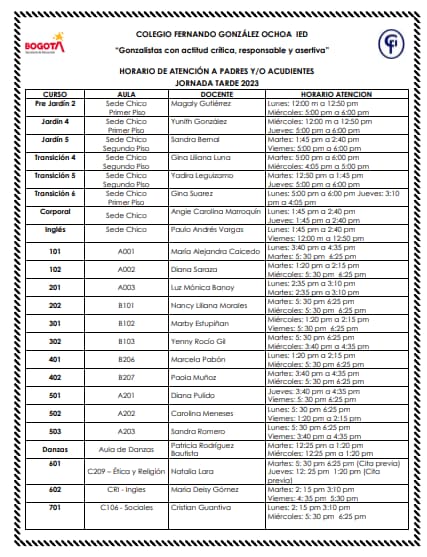 BOGOTÁ
COLEGIO FERNANDO GONZÁLEZ OCHOA IED
"Gonzalistas con actitud crítica, responsable y asertiva"
HORARIO DE ATENCIÓN A PADRES Y/O ACUDIENTES
JORNADA TARDE 2023
CURSO AULA DOCENTE HORARIO ATENCION
Pre Jardín 2 Sede Chico Primer Piso Magaly Gutiérrez Lunes: 12:00 m a 12:50 pm
Miércoles: 5:00 pm a 6:00 pm
Jardín 4 Sede Chico Primer Piso Yunith González Miércoles: 12:00 m a 12:50 pm
Jueves: 5:00 pm a 6:00 pm
Jardín 5 Sede Chico Segundo Piso Sandra Bernal Martes: 1:45 pm a 2:40 pm
Viernes: 5:00 pm a 6:00 pm
Transición 4 Sede Chico Segundo Piso Gina Liliana Luna Martes: 5:00 pm a 6:00 pm
Miércoles: 4:05 pm a 5:00 pm
Transición 5 Sede Chico Segundo Piso Yadira Leguizamo Martes: 12:50 pm a 1:45 pm
Jueves: 5:00 pm a 6:00 pm
Transición 6 Sede Chico Primer Piso Gina Suarez Lunes: 5:00 pm a 6:00 pm Jueves: 3:10
pm a 4:05 pm
Corporal Sede Chico Angie Carolina Marroquín Lunes: 1:45 pm a 2:40 pm
Jueves: 1:45 pm a 2:40 pm
Inglés Sede Chico Paulo Andrés Vargas Lunes: 1:45 pm a 2:40 pm
Viernes: 12:00 m a 12:50 pm
101 A001 María Alejandra Caicedo Lunes: 3:40 pm a 4:35 pm
Martes: 5:30 pm 6:25 pm
102 A002 Diana Saraza Martes: 1:20 pm a 2:15 pm
Miércoles: 5:30 pm 6:25 pm
201 A003 Luz Mónica Banoy Lunes: 2:35 pm a 3:10 pm
Martes: 2:35 pm a 3:10 pm
202 B101 Nancy Liliana Morales Martes: 5: 30 pm 6:25 pm
Miércoles: 5: 30 pm 6:25 pm
301 B102 Marby Estupiñan Miércoles: 1:20 pm a 2:15 pm
Viernes: 5: 30 pm 6:25 pm
302 B103 Yenny Rocío Gil Martes: 5: 30 pm 6:25 pm
Miércoles: 3:40 pm a 4:35 pm
401 B206 Marcela Pabón Lunes: 1:20 pm a 2:15 pm
Miércoles: 5: 30 pm 6:25 pm
402 B207 Paola Muñoz Martes: 3:40 pm a 4:35 pm
Miércoles: 5: 30 pm 6:25 pm
501 A201 Diana Pulido Jueves: 3:40 pm a 4:35 pm
Viernes: 5: 30 pm 6:25 pm
502 A202 Carolina Meneses Lunes: 5: 30 pm 6:25 pm
Viernes: 1:20 pm a 2:15 pm
503 A203 Sandra Romero Lunes: 5: 30 pm 6:25 pm
Viernes: 3:40 pm a 4:35 pm
Danzas Aula de Danzas Patricia Rodríguez Bautista Martes: 12:25 pm a 1:20 pm
Miércoles: 12:25 pm a 1:20 pm
601 C209 – Ética y Religión Natalia Lara Martes: 5: 30 pm 6:25 pm (Cita previa)
Jueves: 12: 25 pm 1:20 pm (Cita
previa)
602 CRI - Ingles María Deisy Gómez Martes: 2: 15 pm 3:10 pm
Viernes: 4:35 pm 5:30 pm
701 C106 - Sociales Cristian Guantiva Lunes: 2: 15 pm 3:10 pm
Miércoles: 5: 30 pm 6:25 pm